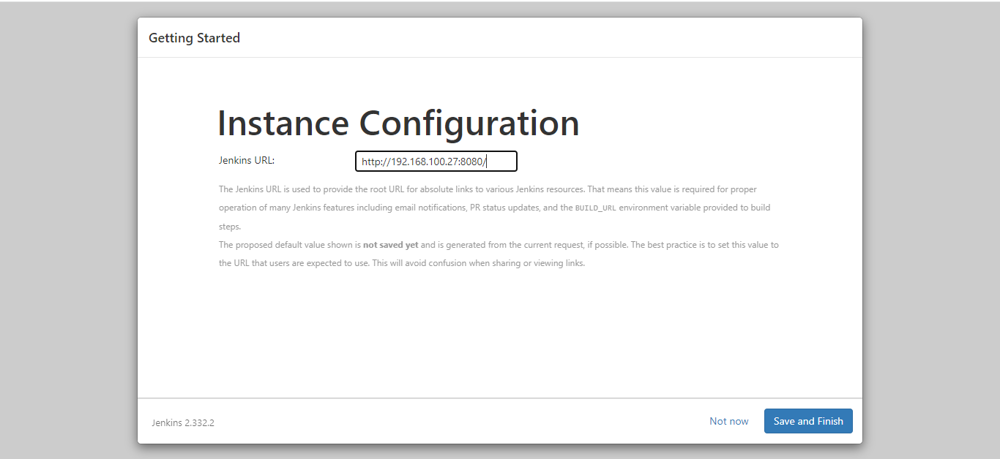 Getting Started
Instance Configuration
Jenkins URL:
http://192.168.100.27:8080/
The Jenkins URL is used to provide the root URL for absolute links to various Jenkins resources. That means this value is required for proper
operation of many Jenkins features including email notifications, PR status updates, and the BUILD_URL environment variable provided to build
steps.
The proposed default value shown is not saved yet and is generated from the current request, if possible. The best practice is to set this value to
the URL that users are expected to use. This will avoid confusion when sharing or viewing links.
Jenkins 2.332.2
Not now
Save and Finish